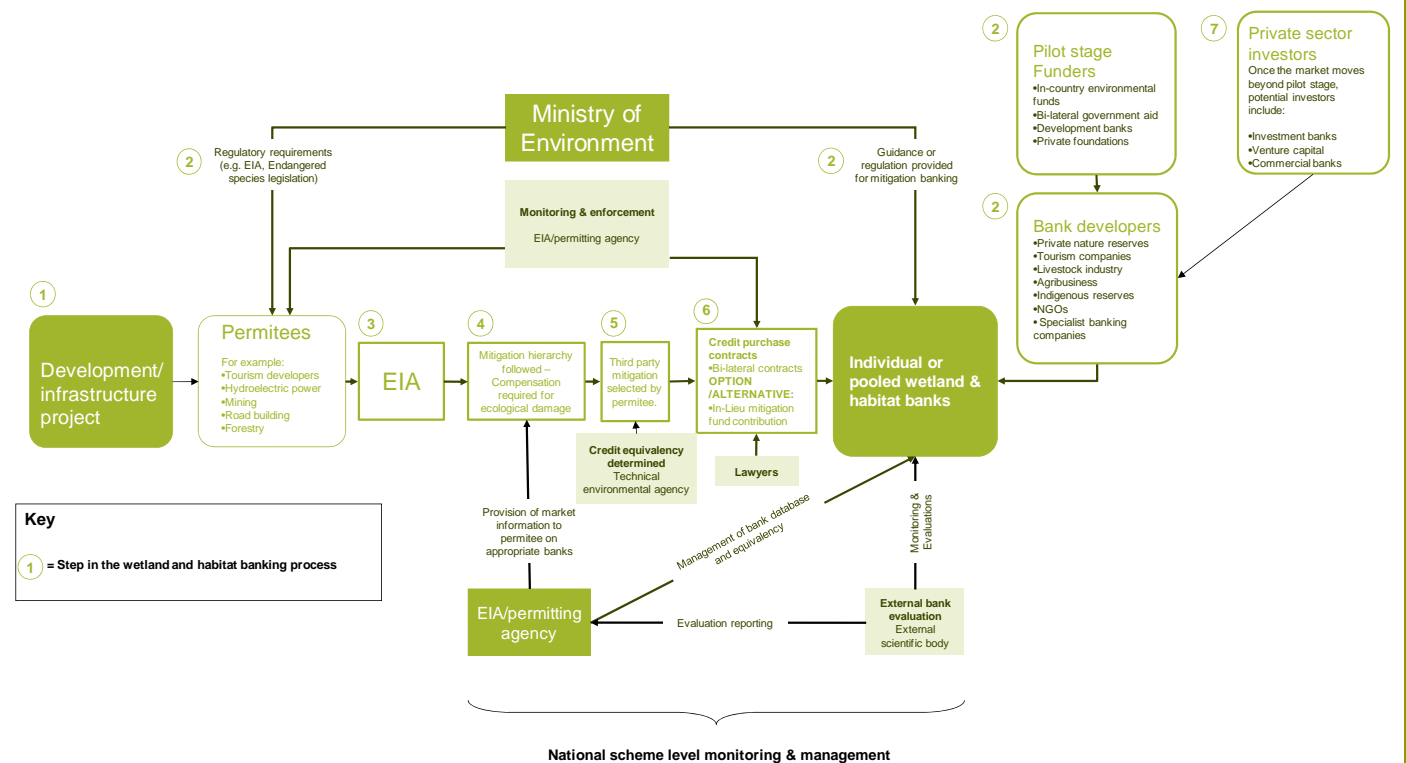 2
Pilot stage
Funders
•In-country environmental
funds
•Bi-lateral government aid
•Development banks
•Private foundations
7
Private sector
investors
Once the market moves
beyond pilot stage,
potential investors
include:
•Investment banks
•Venture capital
•Commercial banks
Ministry of
Environment
2
Regulatory requirements
(e.g. EIA, Endangered
species legislation)
2
Guidance or
regulation provided
for mitigation banking
Monitoring & enforcement
EIA/permitting agency
2
Bank developers
•Private nature reserves
•Tourism companies
•Livestock industry
•Agribusiness
•Indigenous reserves
•NGOs
• Specialist banking
companies
1
Development/
infrastructure
project
Permitees
For example:
•Tourism developers
•Hydroelectric power
•Mining
•Road building
•Forestry
3
EIA
4
Mitigation hierarchy
followed –
Compensation
required for
ecological damage
5
Third party
mitigation
selected by
permitee.
6
Credit purchase
contracts
•Bi-lateral contracts
OPTION
/ALTERNATIVE:
•In-Lieu mitigation
fund contribution
Individual or
pooled wetland &
habitat banks
Credit equivalency
determined
Technical
environmental agency
Lawyers
Provision of market
information to
permitee on
appropriate banks
Management of bank database
and equivalency
Monitoring &
Evaluations
Key
1 = Step in the wetland and habitat banking process
EIA/permitting
agency
Evaluation reporting
External bank
evaluation
External
scientific body
National scheme level monitoring & management